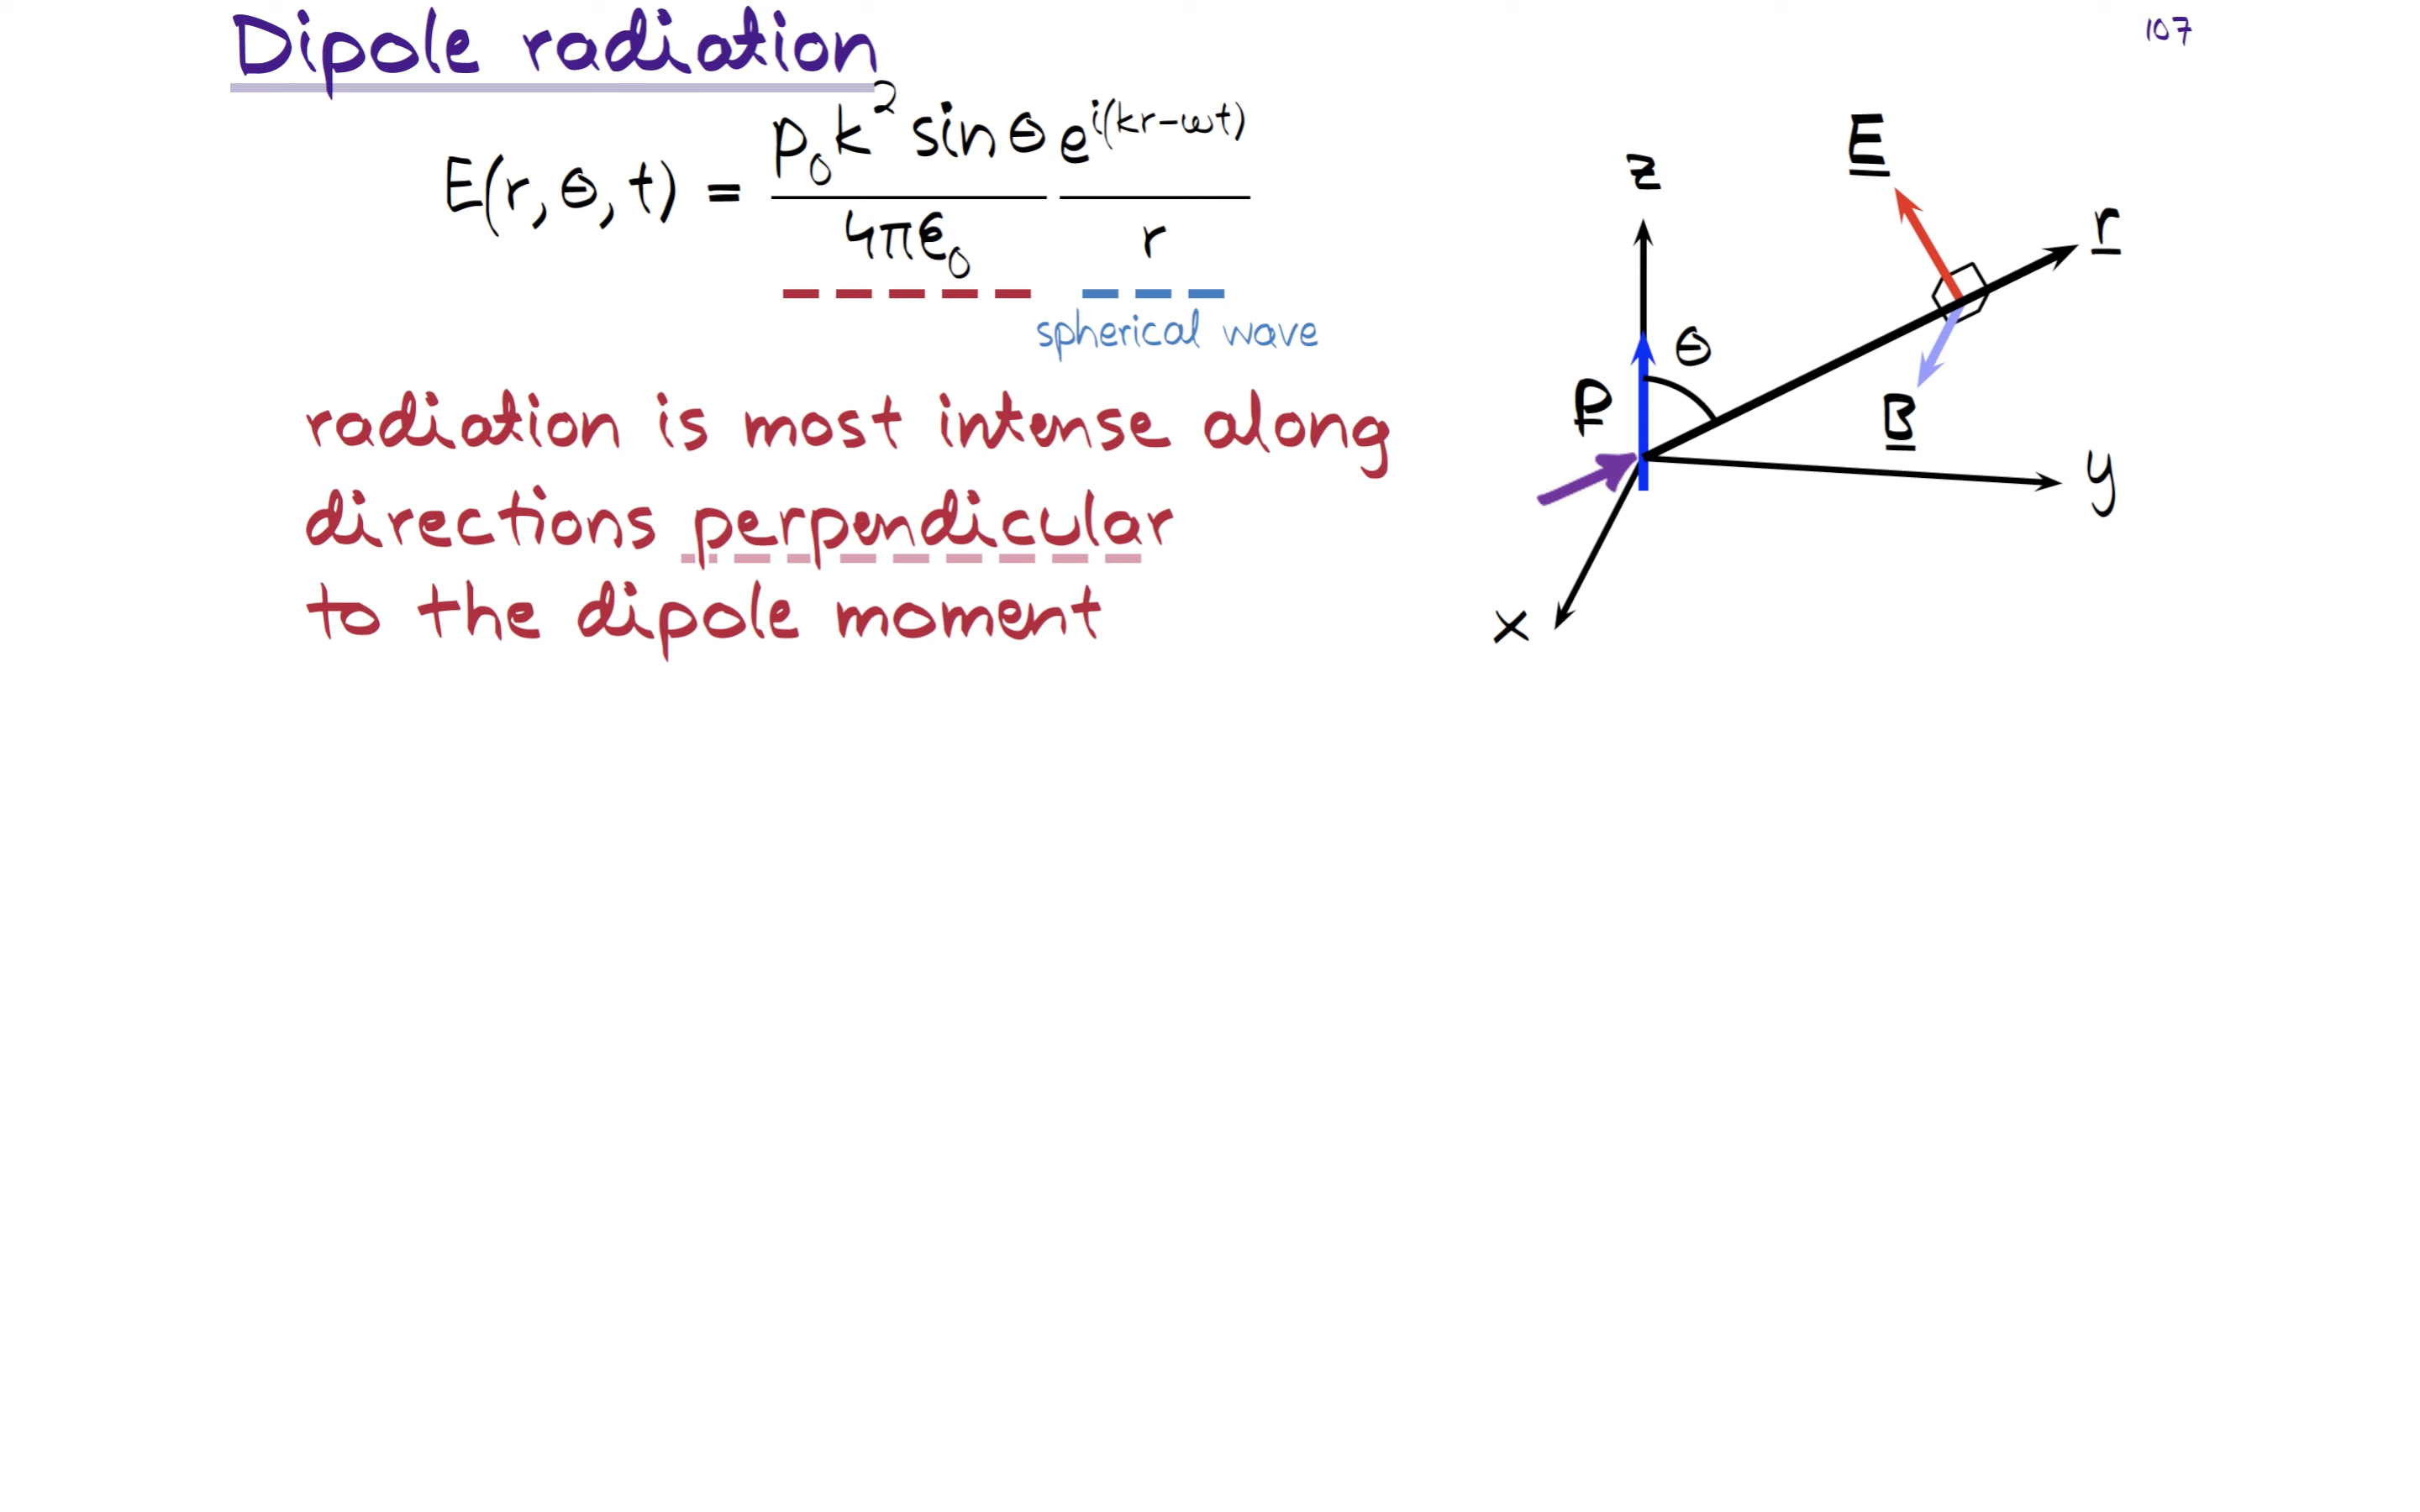 Dipole radiation
107
E(r, θ, t) = p₀k² sin θ / 4πϵ₀ e^{i(kr-ωt)} / r
spherical wave
radiation is most intense along
directions perpendicular
to the dipole moment
z
E
r
θ
p
B
y
x